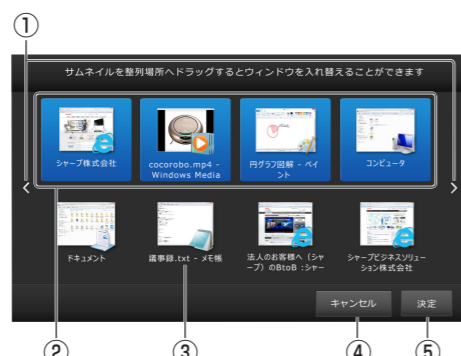 ①
サムネイルを整列場所へドラッグするとウィンドウを入れ替えることができます
シャープ株式会社
cocorobo.mp4 -
Windows Media
円グラフ図解 - ペイ
ント
コンピュータ
ドキュメント
議事録.txt - メモ帳
法人のお客様へ（シャ
ープ）のBtoB：シャー
シャープビジネスソリュー
ション株式会社
キャンセル
決定
②
③
④
⑤